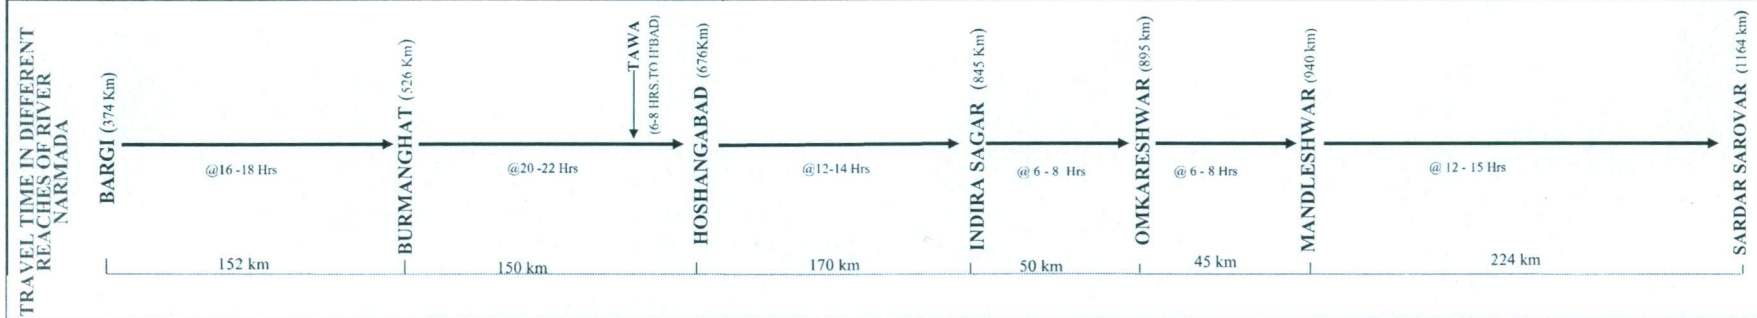 TRAVEL TIME IN DIFFERENT
REACHES OF RIVER
NARMADA
BARGI (374 Km)
@16 -18 Hrs
BURMANGHAT (526 Km)
@20 -22 Hrs
TAWA
(6-8 HRS.TO H'BAD)
HOSHANGABAD (676Km)
@12-14 Hrs
INDIRA SAGAR (845 Km)
@ 6 - 8 Hrs
OMKARESHWAR (895 km)
@ 6 - 8 Hrs
MANDLESHWAR (940 km)
@ 12 - 15 Hrs
SARDAR SAROVAR (1164 km)
152 km
150 km
170 km
50 km
45 km
224 km